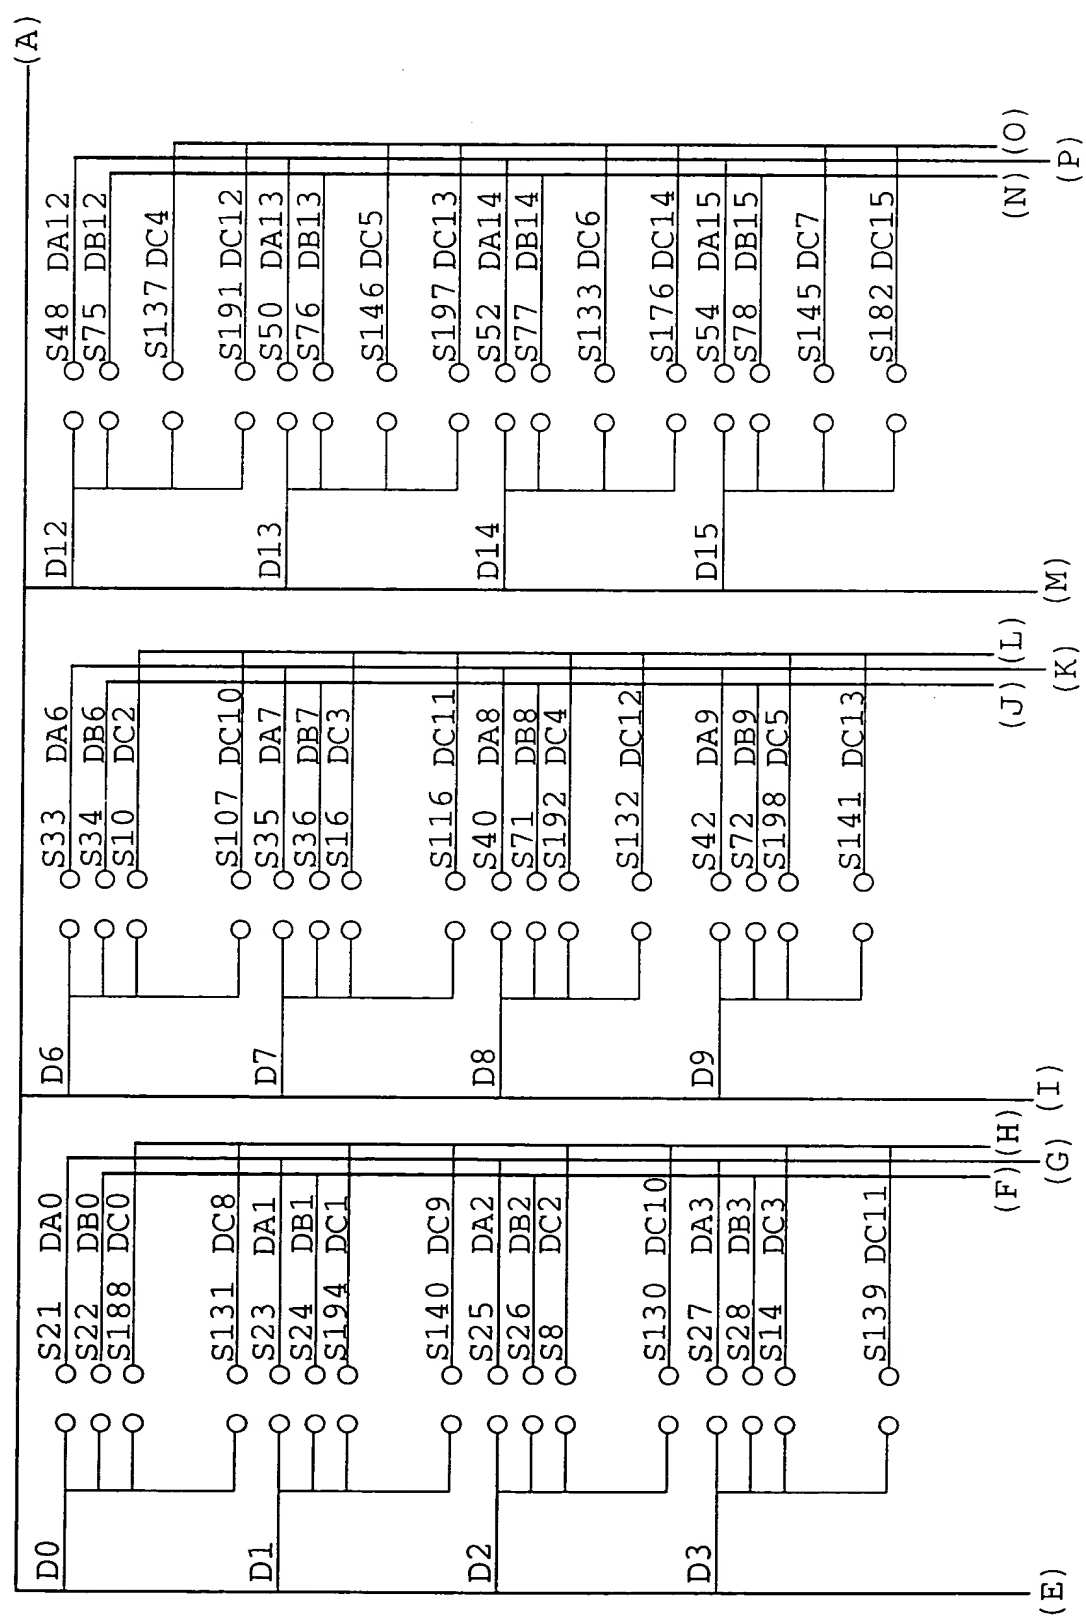 (A)
D0
S21 DA0
S22 DB0
S188 DC0
S131 DC8
D1
S23 DA1
S24 DB1
S194 DC1
S140 DC9
D2
S25 DA2
S26 DB2
S8 DC2
S130 DC10
D3
S27 DA3
S28 DB3
S14 DC3
S139 DC11
(E)
(F)
(G)
(H)
D6
S33 DA6
S34 DB6
S10 DC2
S107 DC10
D7
S35 DA7
S36 DB7
S16 DC3
S116 DC11
D8
S40 DA8
S71 DB8
S192 DC4
S132 DC12
D9
S42 DA9
S72 DB9
S198 DC5
S141 DC13
(I)
(J)
(K)
(L)
D12
S48 DA12
S75 DB12
S137 DC4
S191 DC12
D13
S50 DA13
S76 DB13
S146 DC5
S197 DC13
D14
S52 DA14
S77 DB14
S133 DC6
S176 DC14
D15
S54 DA15
S78 DB15
S145 DC7
S182 DC15
(M)
(N)
(P)
(O)